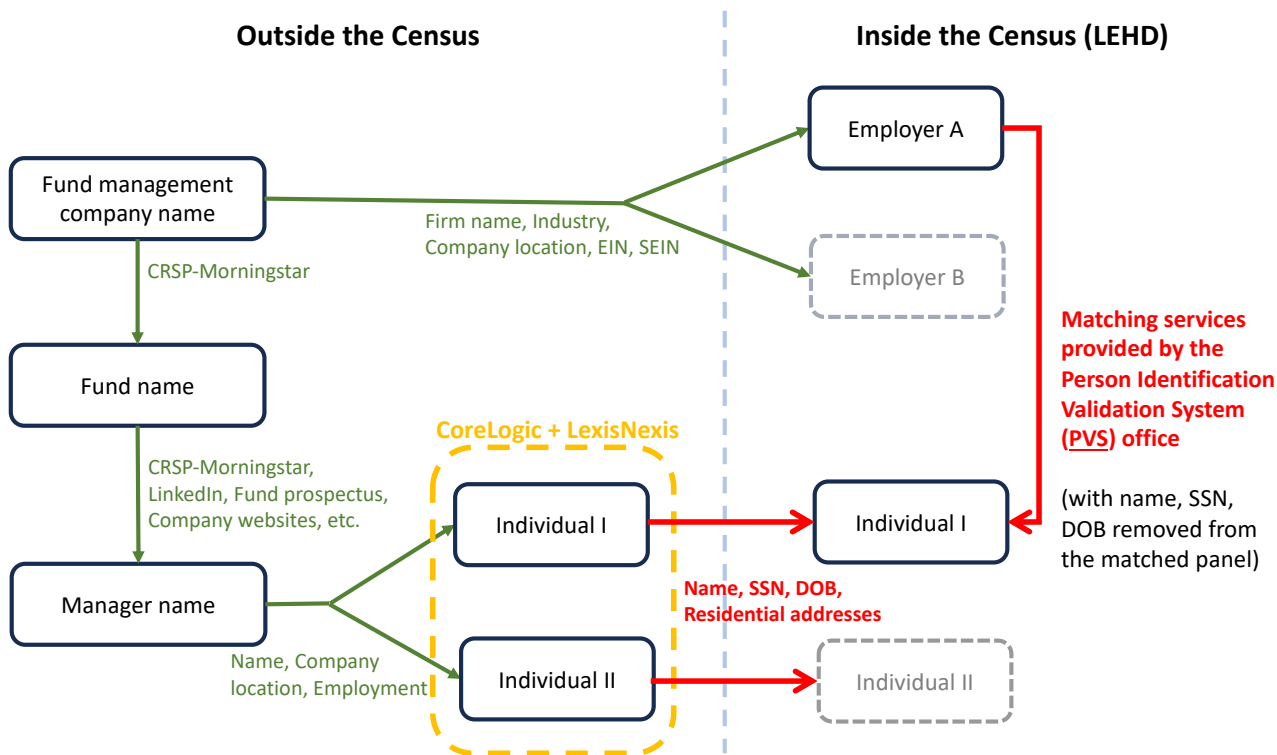 Outside the Census
Inside the Census (LEHD)
Fund management
company name
Employer A
Firm name, Industry,
Company location, EIN, SEIN
Employer B
CRSP-Morningstar
Fund name
Matching services
provided by the
Person Identification
Validation System
(PVS) office
(with name, SSN,
DOB removed from
the matched panel)
CRSP-Morningstar,
LinkedIn, Fund prospectus,
Company websites, etc.
CoreLogic + LexisNexis
Individual I
Individual I
Manager name
Name, SSN, DOB,
Residential addresses
Name, Company
location, Employment
Individual II
Individual II